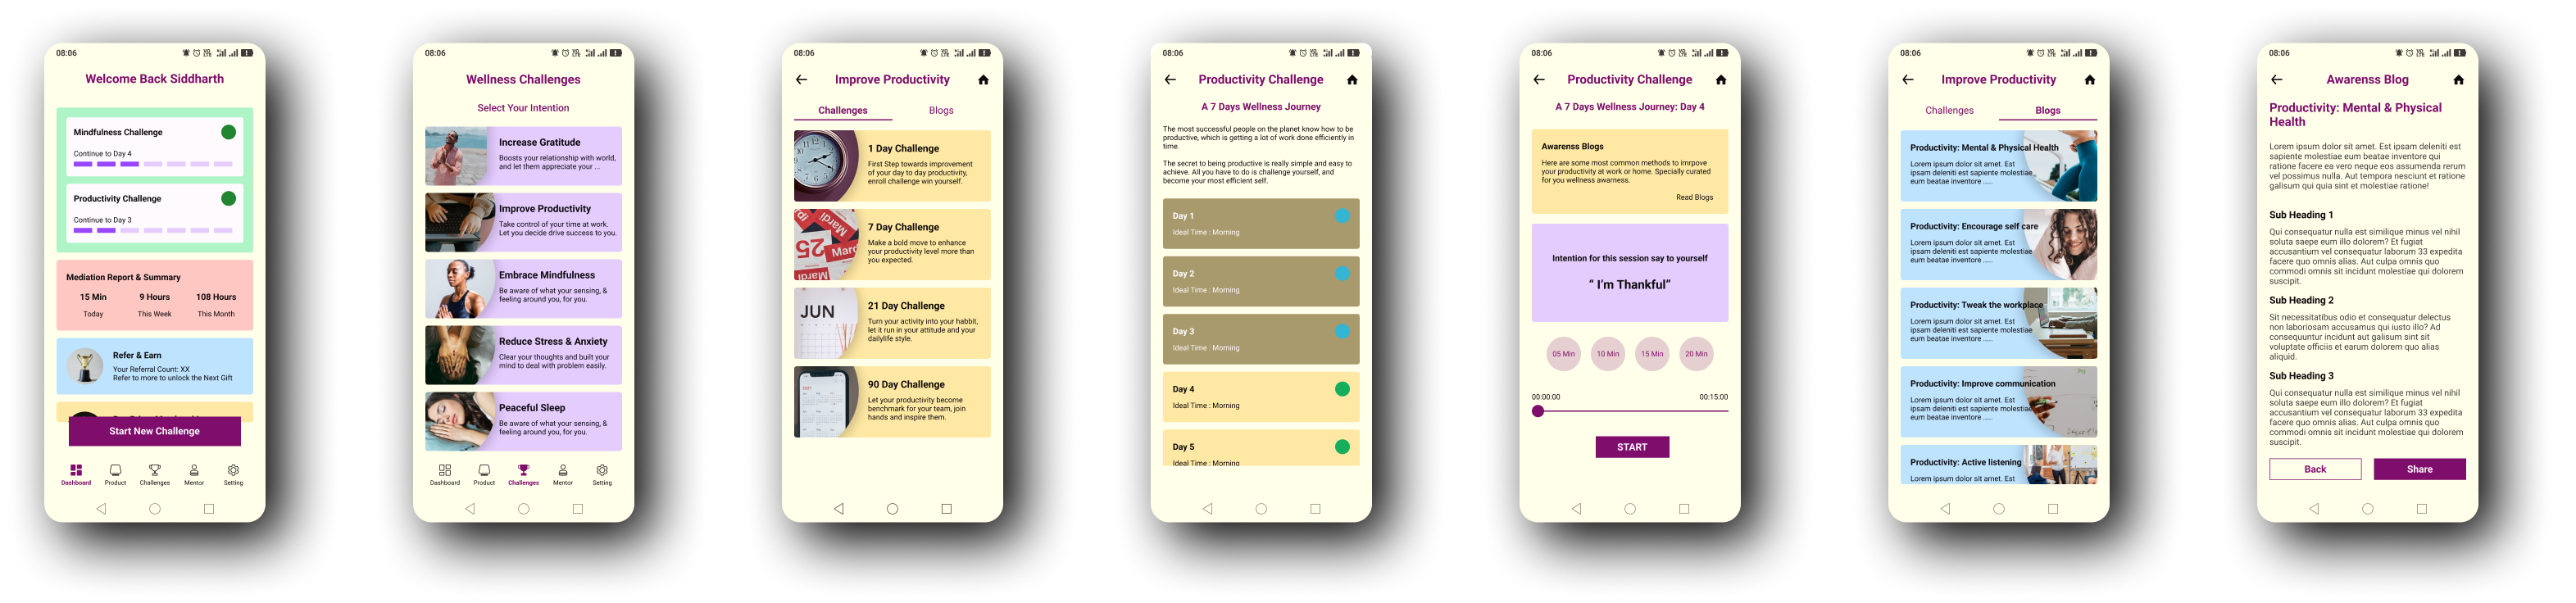 08:06
Welcome Back Siddharth
Mindfulness Challenge
Continue to Day 4
Productivity Challenge
Continue to Day 3
Mediation Report & Summary
15 Min 9 Hours 108 Hours
Today This Week This Month
Refer & Earn
Your Referral Count: XX
Refer to more to unlock the Next Gift
Start New Challenge
Dashboard Product Challenges Mentor Setting
08:06
Wellness Challenges
Select Your Intention
Increase Gratitude
Boosts your relationship with world,
and let them appreciate your ...
Improve Productivity
Take control of your time at work.
Let you decide drive success to you.
Embrace Mindfulness
Be aware of what your sensing, &
feeling around you, for you.
Reduce Stress & Anxiety
Clear your thoughts and built your
mind to deal with problem easily.
Peaceful Sleep
Be aware of what your sensing, &
feeling around you, for you.
Dashboard Product Challenges Mentor Setting
08:06
Improve Productivity
Challenges Blogs
1 Day Challenge
First Step towards improvement
of your day to day productivity,
enroll challenge win yourself.
7 Day Challenge
Make a bold move to enhance
your productivity level more than
you expected.
25
21 Day Challenge
Turn your activity into your habbit,
let it run in your attitude and your
dailylife style.
JUN
90 Day Challenge
Let your productivity become
benchmark for your team, join
hands and inspire them.
08:06
Productivity Challenge
A 7 Days Wellness Journey
The most successful people on the planet know how to be
productive, which is getting a lot of work done efficiently in
time.
The secret to being productive is really simple and easy to
achieve. All you have to do is challenge yourself, and
become your most efficient self.
Day 1
Ideal Time : Morning
Day 2
Ideal Time : Morning
Day 3
Ideal Time : Morning
Day 4
Ideal Time : Morning
Day 5
Ideal Time : Morning
08:06
Productivity Challenge
A 7 Days Wellness Journey: Day 4
Awarenss Blogs
Here are some most common methods to imrpove
your productivity at work or home. Specially curated
for you wellness awarness.
Read Blogs
Intention for this session say to yourself
“ I’m Thankful”
05 Min 10 Min 15 Min 20 Min
00:00:00 00:15:00
START
08:06
Improve Productivity
Challenges Blogs
Productivity: Mental & Physical Health
Lorem ipsum dolor sit amet. Est
ipsam deleniti est sapiente molestiae
eum beatae inventore .....
Productivity: Encourage self care
Lorem ipsum dolor sit amet. Est
ipsam deleniti est sapiente molestiae
eum beatae inventore .....
Productivity: Tweak the workplace
Lorem ipsum dolor sit amet. Est
ipsam deleniti est sapiente molestiae
eum beatae inventore .....
Productivity: Improve communication
Lorem ipsum dolor sit amet. Est
ipsam deleniti est sapiente molestiae
eum beatae inventore .....
Productivity: Active listening
Lorem ipsum dolor sit amet. Est
08:06
Awarenss Blog
Productivity: Mental & Physical
Health
Lorem ipsum dolor sit amet. Est ipsam deleniti est
sapiente molestiae eum beatae inventore qui
ratione facere ea vero neque eos assumenda rerum
vel possimus nulla. Aut tempora nesciunt et ratione
galisum qui quia sint et molestiae ratione!
Sub Heading 1
Qui consequatur nulla est similique minus vel nihil
soluta saepe eum illo dolorem? Et fugiat
accusantium vel consequatur laborum 33 expedita
facere quo omnis alias. Aut culpa omnis quo
commodi omnis sit incidunt molestiae qui dolorem
suscipit.
Sub Heading 2
Sit necessitatibus odio et consequatur delectus
non laboriosam accusamus qui iusto illo? Ad
consequuntur incidunt aut galisum sint sit
voluptate officiis et earum dolorem quo alias
aliquid.
Sub Heading 3
Qui consequatur nulla est similique minus vel nihil
soluta saepe eum illo dolorem? Et fugiat
accusantium vel consequatur laborum 33 expedita
facere quo omnis alias. Aut culpa omnis quo
commodi omnis sit incidunt molestiae qui dolorem
suscipit.
Back Share